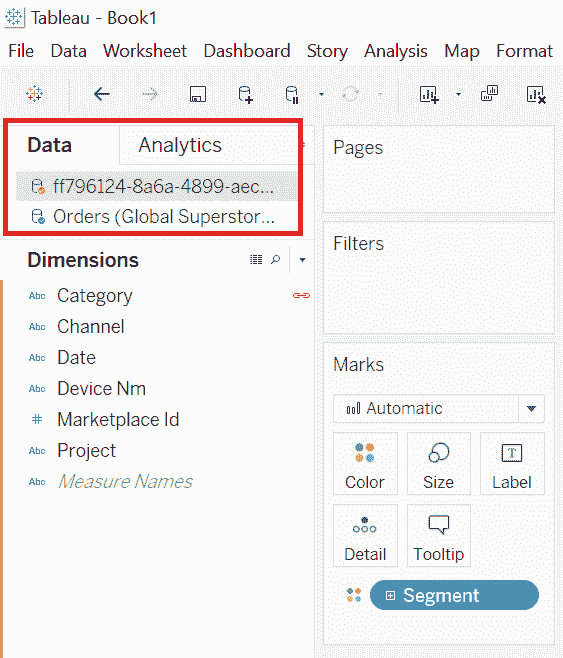 Tableau - Book1
File Data Worksheet Dashboard Story Analysis Map Format
Data Analytics
ff796124-8a6a-4899-aec...
Orders (Global Superstor...
Dimensions
Abc Category
Abc Channel
Abc Date
Abc Device Nm
# Marketplace Id
Abc Project
Abc Measure Names
Pages
Filters
Marks
Automatic
Color Size T Label
Detail Tooltip
Segment